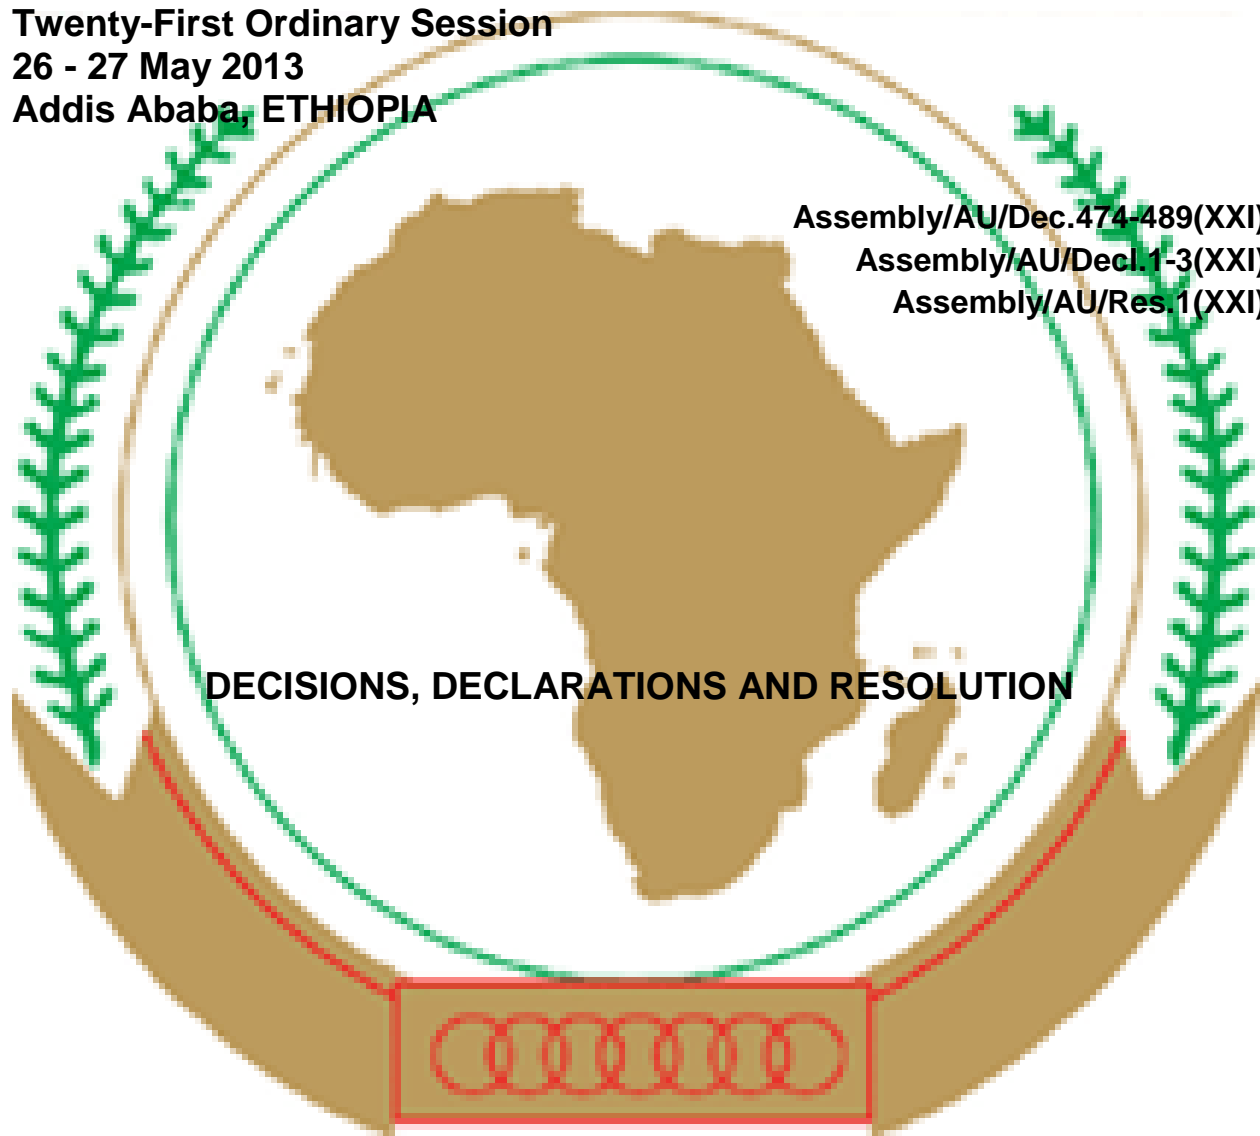 Twenty-First Ordinary Session
26 - 27 May 2013
Addis Ababa, ETHIOPIA
Assembly/AU/Dec.474-489(XXI)
Assembly/AU/Decl.1-3(XXI)
Assembly/AU/Res.1(XXI)
DECISIONS, DECLARATIONS AND RESOLUTION